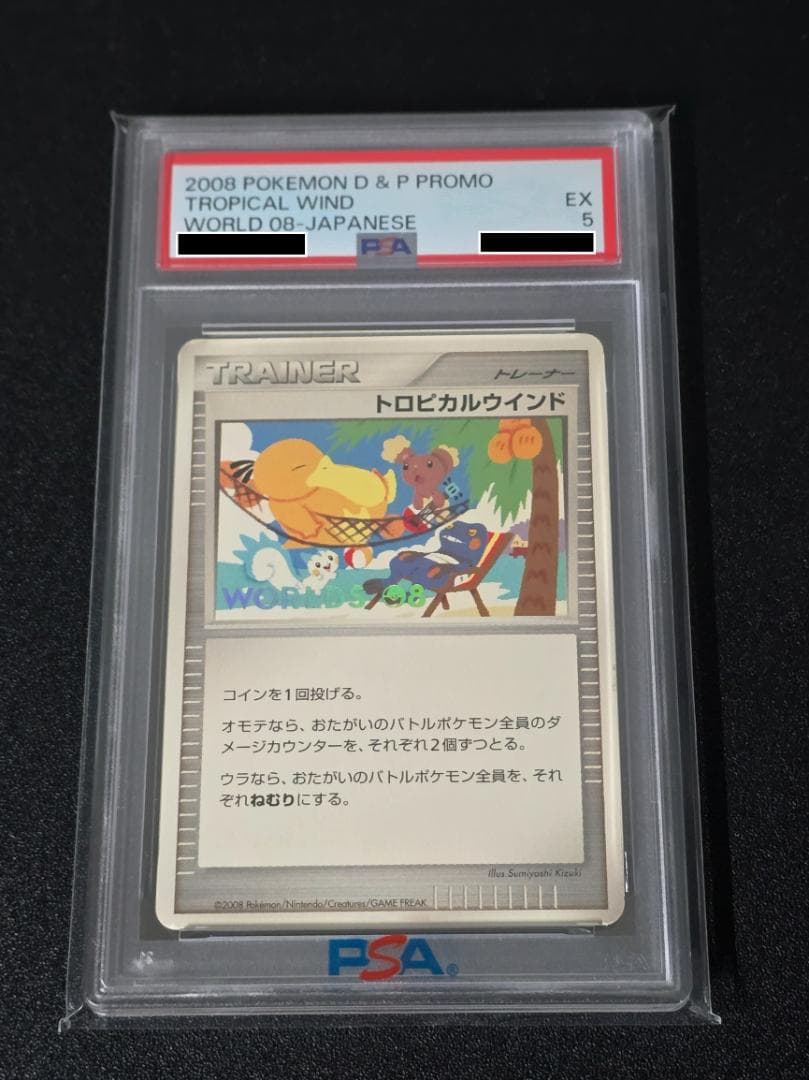 2008 POKEMON D & P PROMO
TROPICAL WIND EX
WORLD 08-JAPANESE 5
PSA
TRAINER トレーナー
トロピカルウインド
WORLDS 08
コインを1回投げる。
オモテなら、おたがいのバトルポケモン全員のダ
メージカウンターを、それぞれ2個ずつとる。
ウラなら、おたがいのバトルポケモン全員を、それ
ぞれねむりにする。
illus. Sumiyoshi Kizuki
©2008 Pokémon/Nintendo/Creatures/GAME FREAK
PSA®